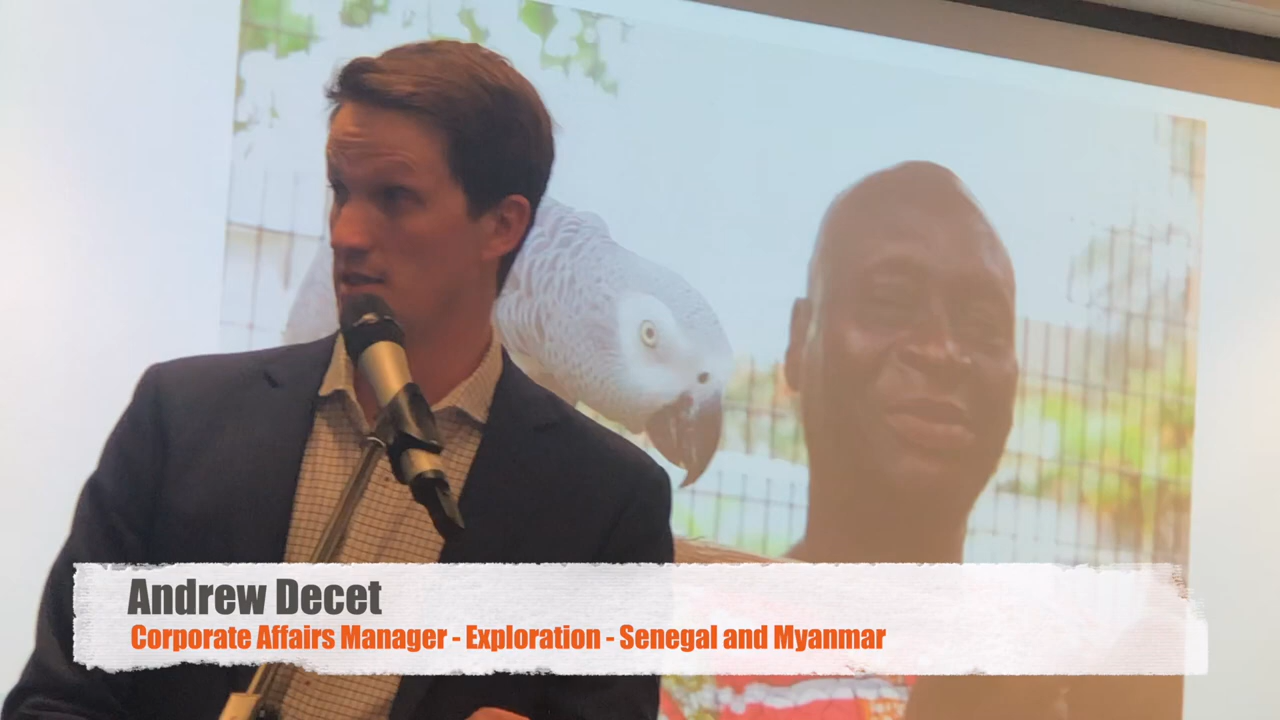 Andrew Decet
Corporate Affairs Manager - Exploration - Senegal and Myanmar